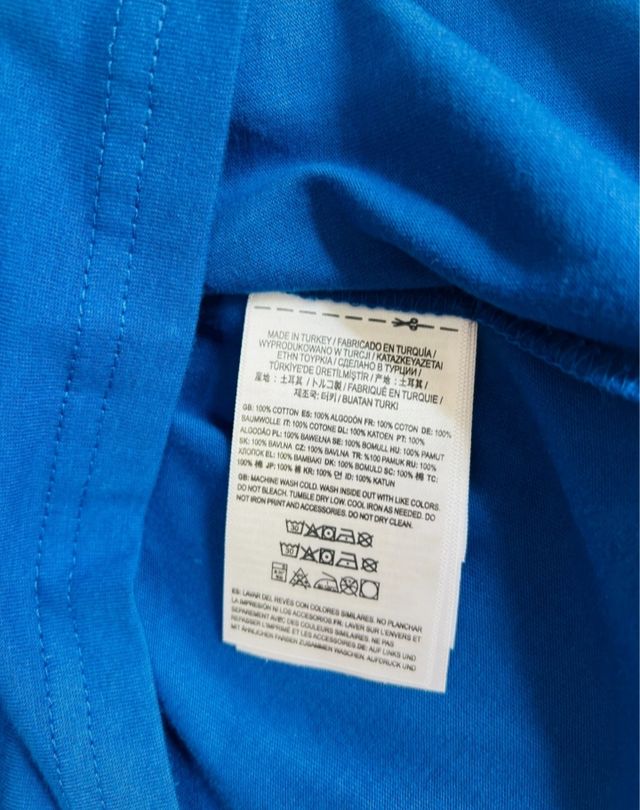 MADE IN TURKEY / FABRICADO EN TURQUÍA/
WYPRODUKOWANO W TURCJI / KATAΣKEYAZETAI
ETHN TOYPKIA / СДЕЛАНО В ТУРЦИИ /
TÜRKİYE'DE ÜRETİLMİŞTİR / 产地 : 土耳其 /
産地 : 土耳其 / トルコ製 / FABRIQUÉ EN TURQUIE /
제조국: 터키 / BUATAN TURKI
GB: 100% COTTON ES: 100% ALGODÓN FR: 100% COTON DE: 100%
BAUMWOLLE IT: 100% COTONE DL: 100% KATOEN PT: 100%
ALGODÃO PL: 100% BAWEŁNA SE: 100% BOMULL HU: 100% PAMUT
SK: 100% BAVLNA CZ: 100% BAVLNA TR: %100 PAMUK RU: 100%
ХЛОПОК EL: 100% BAMBAKI DK: 100% BOMULD SC: 100% 棉 TC:
100% 棉 JP: 100% 綿 KR: 100% 면 ID: 100% KATUN
GB: MACHINE WASH COLD. WASH INSIDE OUT WITH LIKE COLORS.
DO NOT BLEACH. TUMBLE DRY LOW. COOL IRON AS NEEDED. DO
NOT IRON PRINT AND ACCESSORIES. DO NOT DRY CLEAN.
30
30
ES: LAVAR DEL REVÉS CON COLORES SIMILARES. NO PLANCHAR
LA IMPRESIÓN NI LOS ACCESORIOS FR: LAVER SUR L'ENVERS ET
SEPAREMENT AVEC DES COULEURS SIMILAIRES. NE PAS
REPASSER L'IMPRIMÉ ET LES ACCESSOIRES DE: AUF LINKS UND
MIT ÄHNLICHEN FARBEN ZUSAMMEN WASCHEN. AUFDRUCK UND